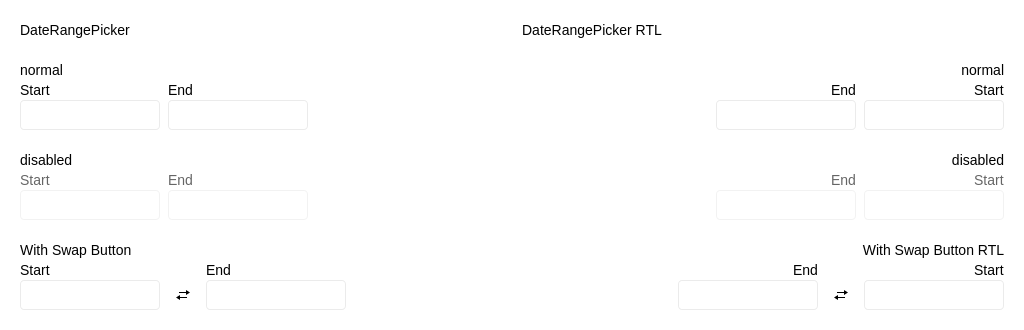 DateRangePicker
normal
Start End
disabled
Start End
With Swap Button
Start End
DateRangePicker RTL
normal
End Start
disabled
End Start
With Swap Button RTL
End Start